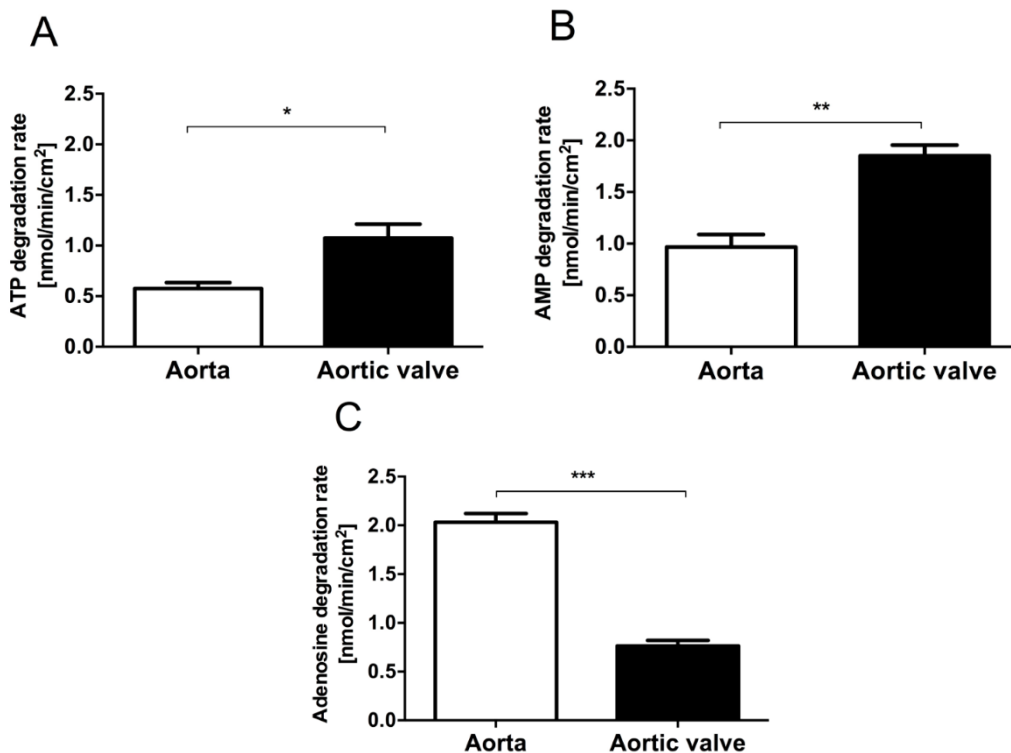 A
ATP degradation rate
[nmol/min/cm²]
2.5
2.0
1.5
1.0
0.5
0.0
*
Aorta
Aortic valve
B
AMP degradation rate
[nmol/min/cm²]
2.5
2.0
1.5
1.0
0.5
0.0
**
Aorta
Aortic valve
C
Adenosine degradation rate
[nmol/min/cm²]
2.5
2.0
1.5
1.0
0.5
0.0
***
Aorta
Aortic valve